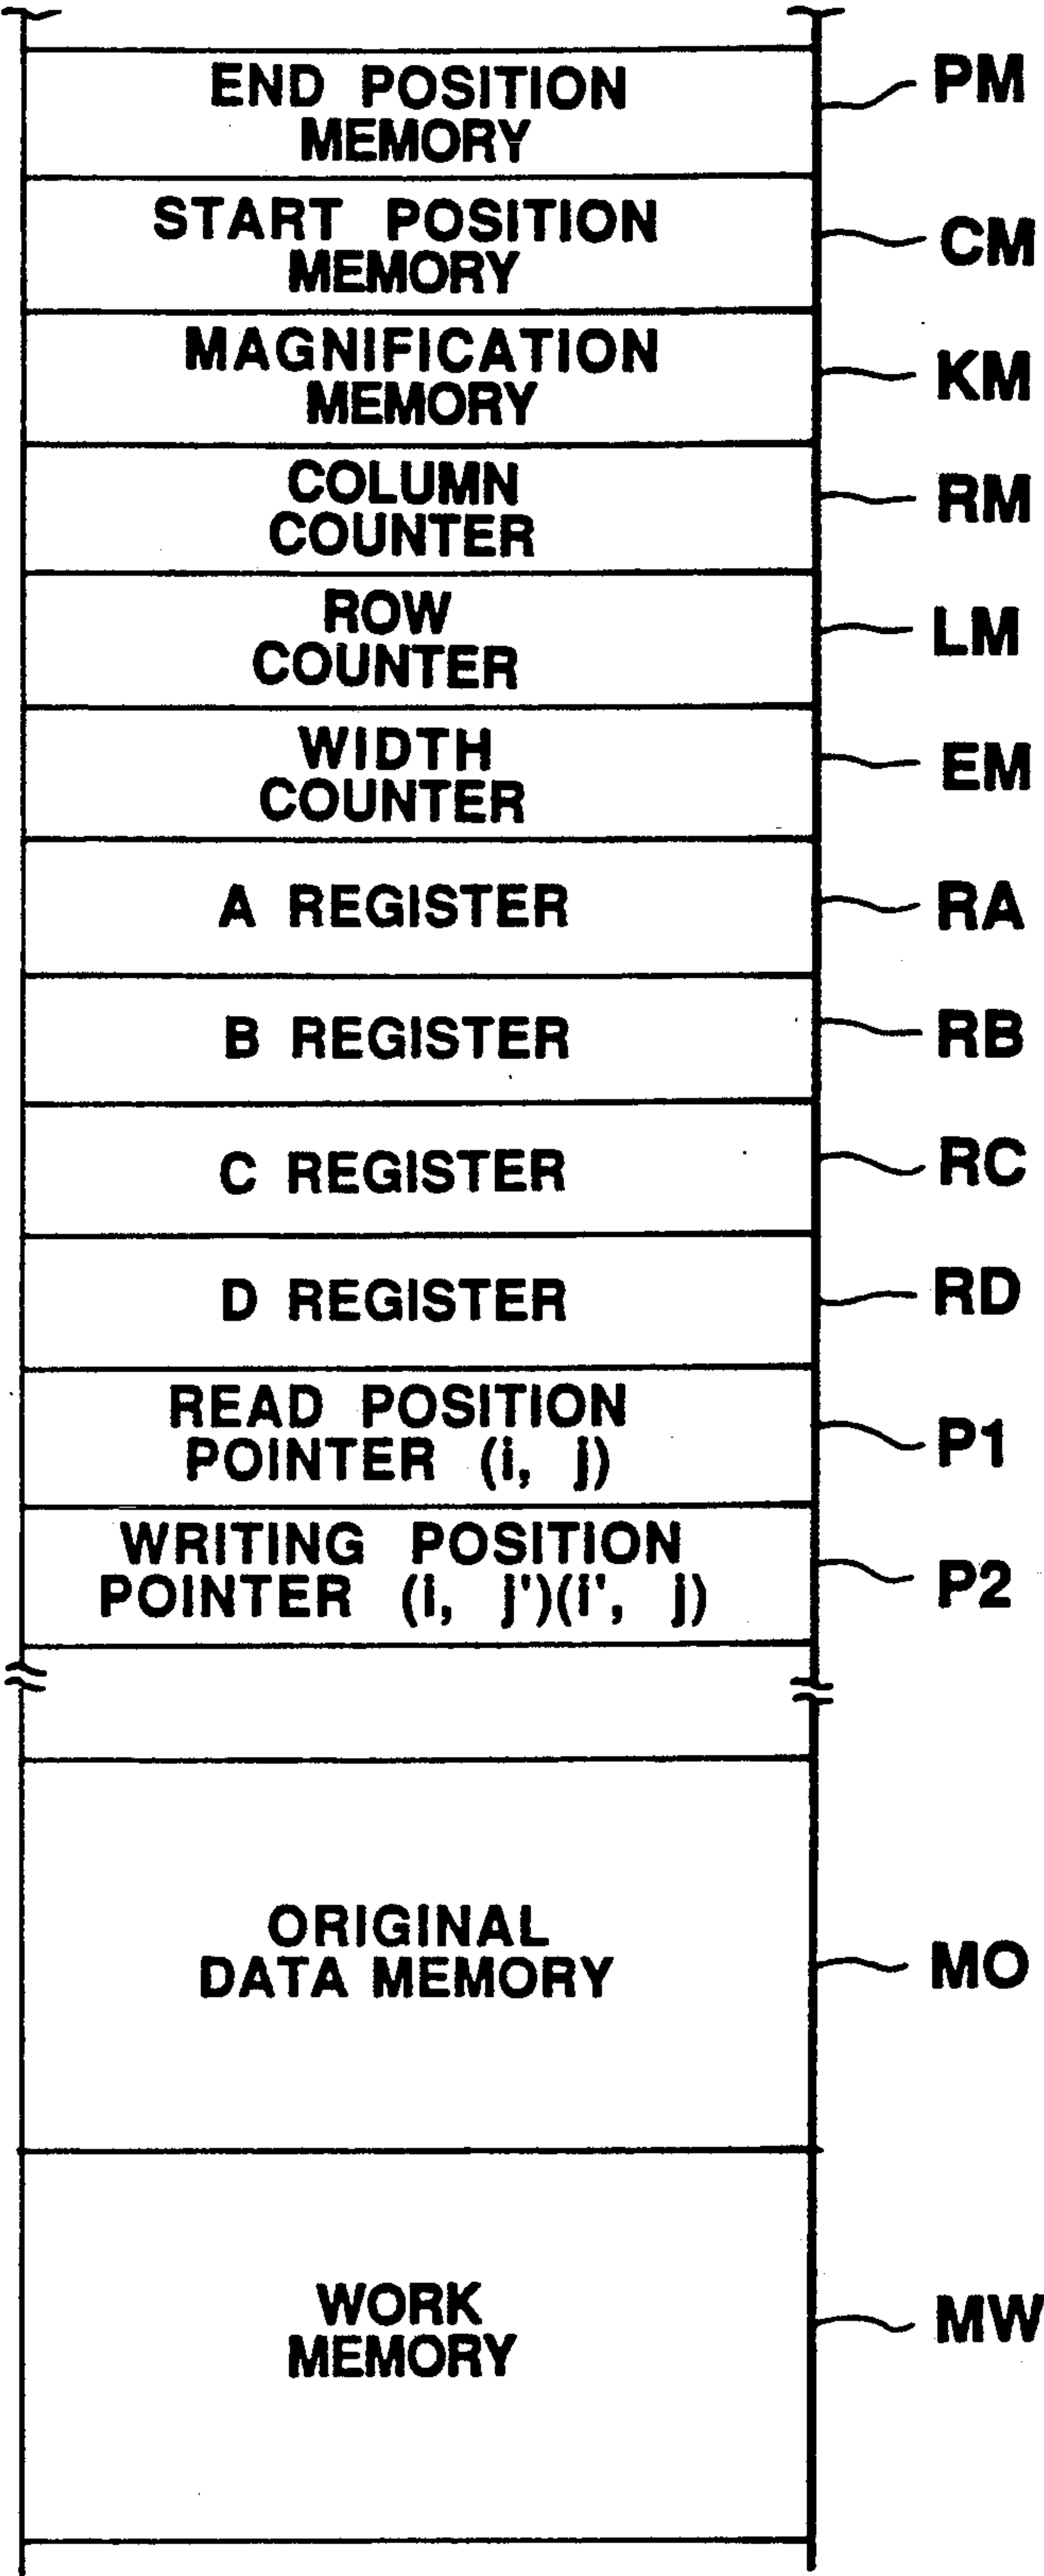 END POSITION
MEMORY
PM
START POSITION
MEMORY
CM
MAGNIFICATION
MEMORY
KM
COLUMN
COUNTER
RM
ROW
COUNTER
LM
WIDTH
COUNTER
EM
A REGISTER
RA
B REGISTER
RB
C REGISTER
RC
D REGISTER
RD
READ POSITION
POINTER (i, j)
P1
WRITING POSITION
POINTER (i, j')(i', j)
P2
ORIGINAL
DATA MEMORY
MO
WORK
MEMORY
MW